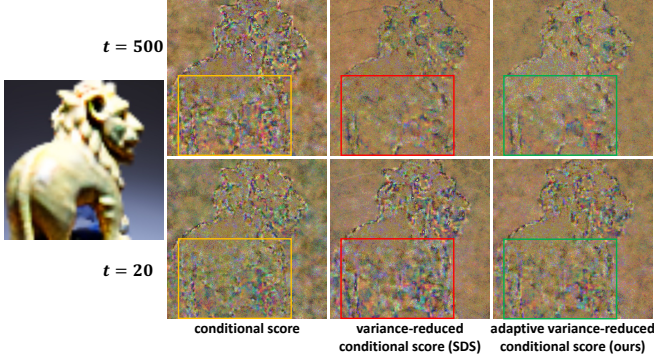 t = 500
t = 20
conditional score
variance-reduced
conditional score (SDS)
adaptive variance-reduced
conditional score (ours)